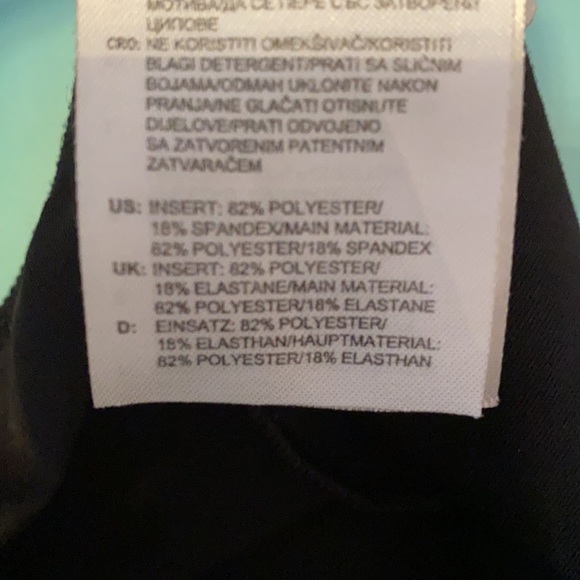 МОТИВА/ДА СЕ ПЕРЕ С ВС ЗАТВОРЕНИ
ЦИПОВЕ
CRO: NE KORISTITI OMEKŠIVAČ/KORISTITI
BLAGI DETERGENT/PRATI SA SLIČNIM
BOJAMA/ODMAH UKLONITE NAKON
PRANJA/NE GLAČATI OTISNUTE
DIJELOVE/PRATI ODVOJENO
SA ZATVORENIM PATENTNIM
ZATVARAČEM
US: INSERT: 82% POLYESTER/
18% SPANDEX/MAIN MATERIAL:
82% POLYESTER/18% SPANDEX
UK: INSERT: 82% POLYESTER/
18% ELASTANE/MAIN MATERIAL:
82% POLYESTER/18% ELASTANE
D: EINSATZ: 82% POLYESTER/
18% ELASTHAN/HAUPTMATERIAL:
82% POLYESTER/18% ELASTHAN